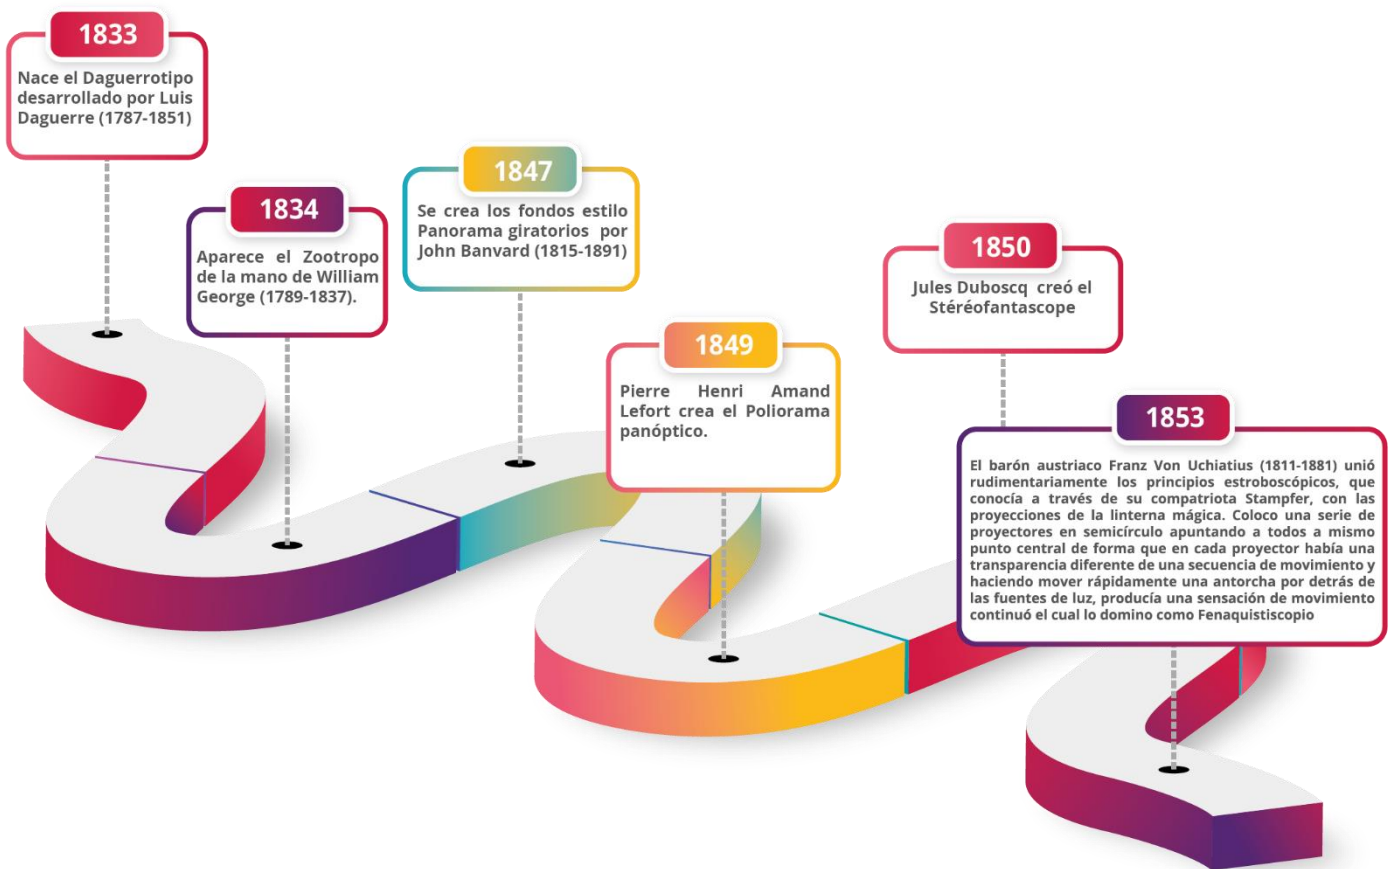 1833
Nace el Daguerrotipo
desarrollado por Luis
Daguerre (1787-1851)
1834
Aparece el Zootropo
de la mano de William
George (1789-1837).
1847
Se crea los fondos estilo
Panorama giratorios por
John Banvard (1815-1891)
1849
Pierre Henri Amand
Lefort crea el Poliorama
panóptico.
1850
Jules Duboscq creó el
Stéréofantascope
1853
El barón austriaco Franz Von Uchiatius (1811-1881) unió
rudimentariamente los principios estroboscópicos, que
conocía a través de su compatriota Stampfer, con las
proyecciones de la linterna mágica. Coloco una serie de
proyectores en semicírculo apuntando a todos a mismo
punto central de forma que en cada proyector había una
transparencia diferente de una secuencia de movimiento y
haciendo mover rápidamente una antorcha por detrás de
las fuentes de luz, producía una sensación de movimiento
continuó el cual lo domino como Fenaquistiscopio